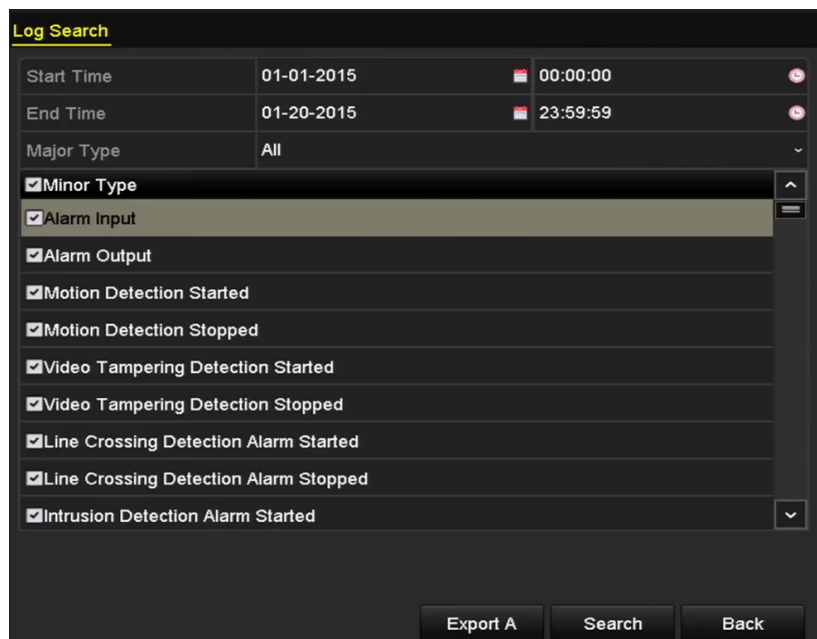 Log Search
Start Time 01-01-2015 00:00:00
End Time 01-20-2015 23:59:59
Major Type All
Minor Type
Alarm Input
Alarm Output
Motion Detection Started
Motion Detection Stopped
Video Tampering Detection Started
Video Tampering Detection Stopped
Line Crossing Detection Alarm Started
Line Crossing Detection Alarm Stopped
Intrusion Detection Alarm Started
Export A Search Back